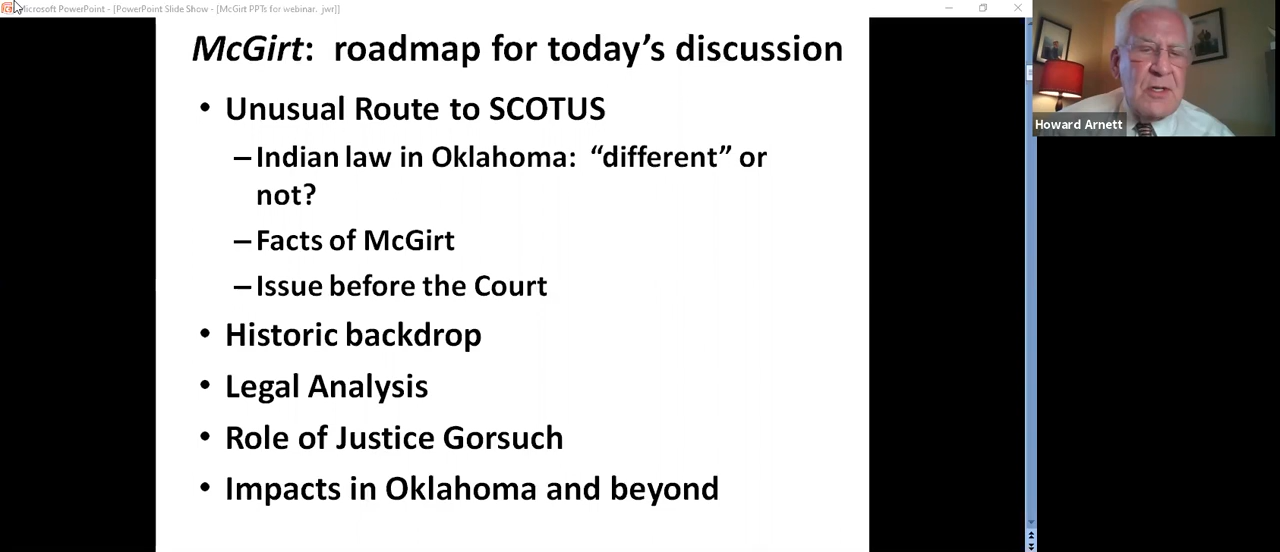 Microsoft PowerPoint - [PowerPoint Slide Show - [McGirt PPTs for webinar. jwr]]
McGirt: roadmap for today’s discussion
• Unusual Route to SCOTUS
–Indian law in Oklahoma: “different” or
not?
–Facts of McGirt
–Issue before the Court
• Historic backdrop
• Legal Analysis
• Role of Justice Gorsuch
• Impacts in Oklahoma and beyond
Howard Arnett